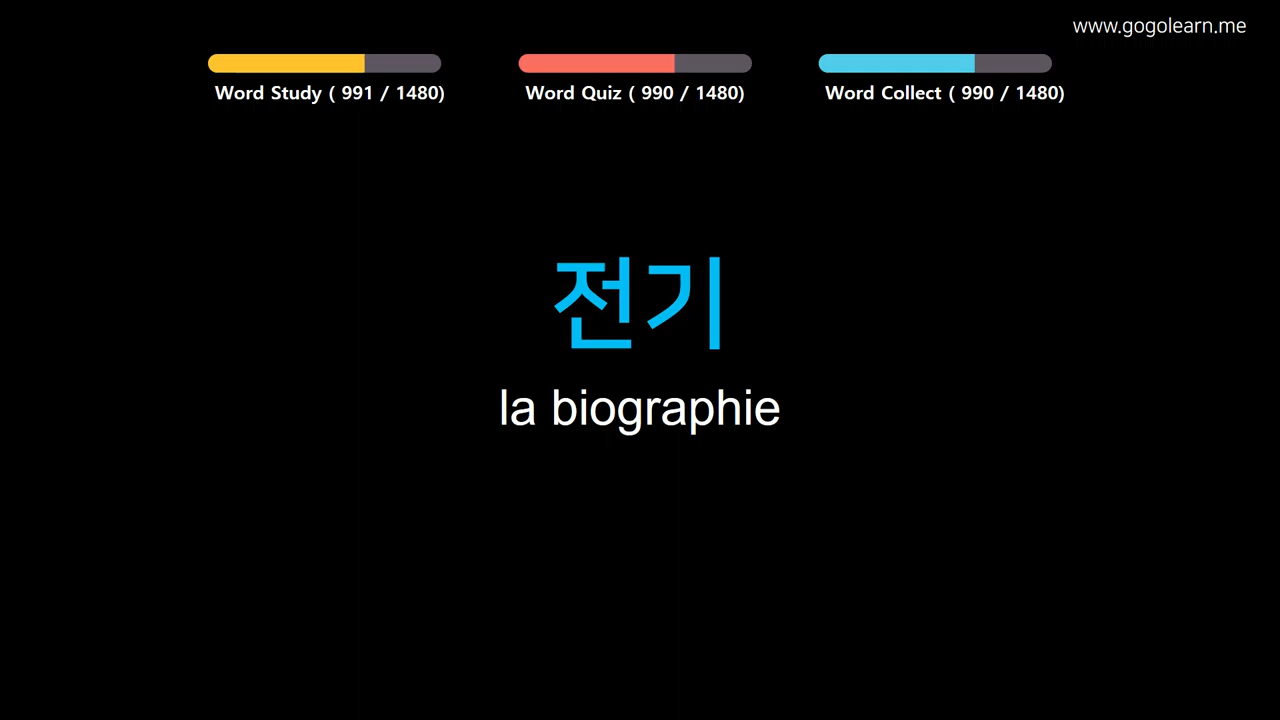 www.gogolearn.me
Word Study ( 991 / 1480)
Word Quiz ( 990 / 1480)
Word Collect ( 990 / 1480)
전기
la biographie